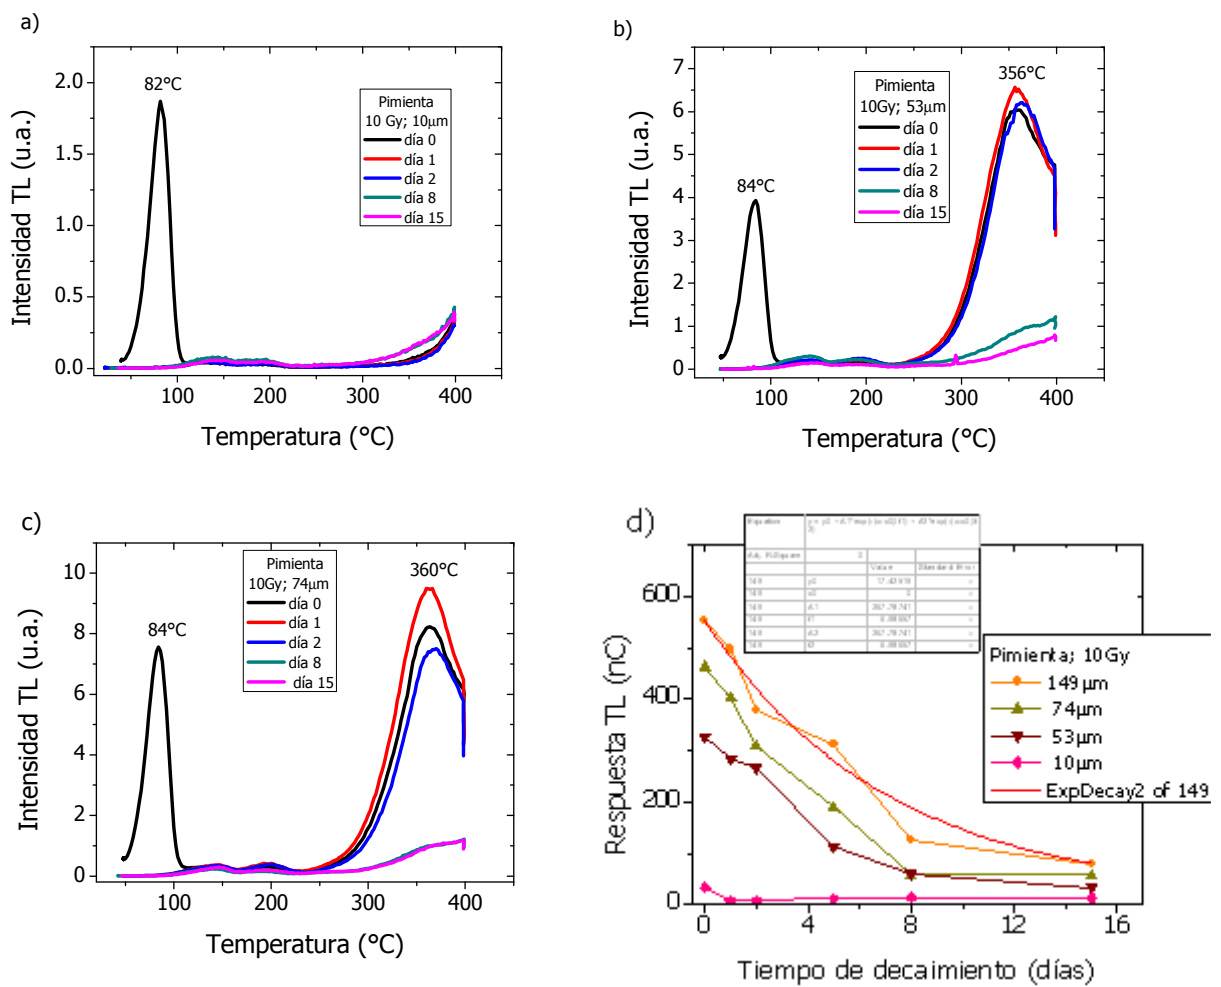 a)
82°C
Pimienta
10 Gy; 10µm
día 0
día 1
día 2
día 8
día 15
Intensidad TL (u.a.)
2.0
1.5
1.0
0.5
0.0
100
200
300
400
Temperatura (°C)
b)
356°C
84°C
Pimienta
10Gy; 53µm
día 0
día 1
día 2
día 8
día 15
Intensidad TL (u.a.)
7
6
5
4
3
2
1
0
100
200
300
400
Temperatura (°C)
c)
360°C
84°C
Pimienta
10Gy; 74µm
día 0
día 1
día 2
día 8
día 15
Intensidad TL (u.a.)
10
8
6
4
2
0
100
200
300
400
Temperatura (°C)
d)
Equation
Value
Standard Error
Pimienta; 10Gy
149µm
74µm
53µm
10µm
ExpDecay2 of 149
Respuesta TL (nC)
600
400
200
0
0
4
8
12
16
Tiempo de decaimiento (días)